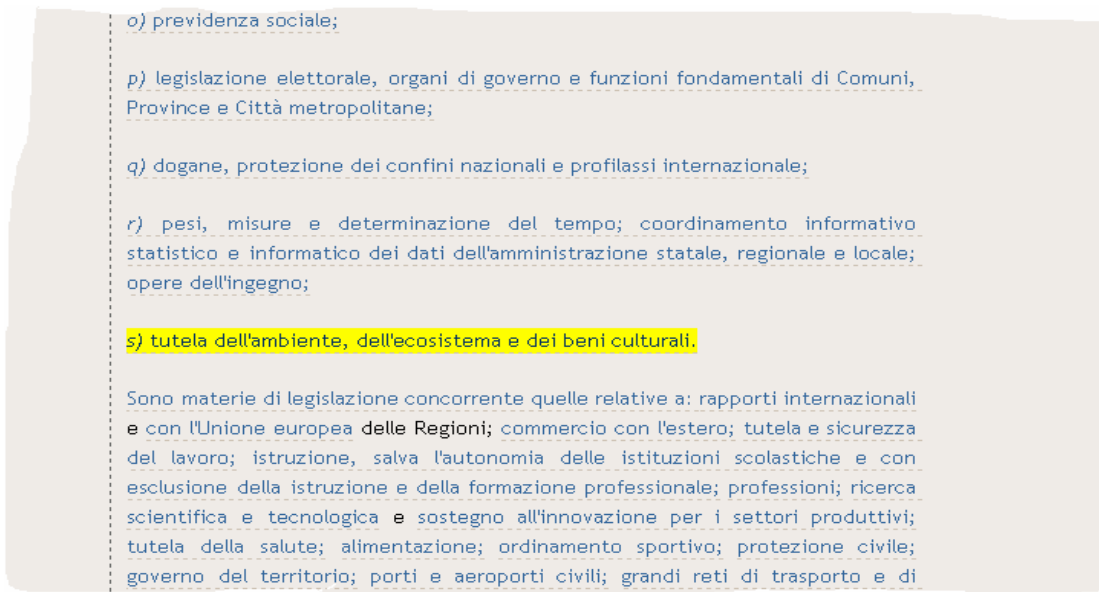 o) previdenza sociale;
p) legislazione elettorale, organi di governo e funzioni fondamentali di Comuni,
Province e Città metropolitane;
q) dogane, protezione dei confini nazionali e profilassi internazionale;
r) pesi, misure e determinazione del tempo; coordinamento informativo
statistico e informatico dei dati dell'amministrazione statale, regionale e locale;
opere dell'ingegno;
s) tutela dell'ambiente, dell'ecosistema e dei beni culturali.
Sono materie di legislazione concorrente quelle relative a: rapporti internazionali
e con l'Unione europea delle Regioni; commercio con l'estero; tutela e sicurezza
del lavoro; istruzione, salva l'autonomia delle istituzioni scolastiche e con
esclusione della istruzione e della formazione professionale; professioni; ricerca
scientifica e tecnologica e sostegno all'innovazione per i settori produttivi;
tutela della salute; alimentazione; ordinamento sportivo; protezione civile;
governo del territorio; porti e aeroporti civili; grandi reti di trasporto e di